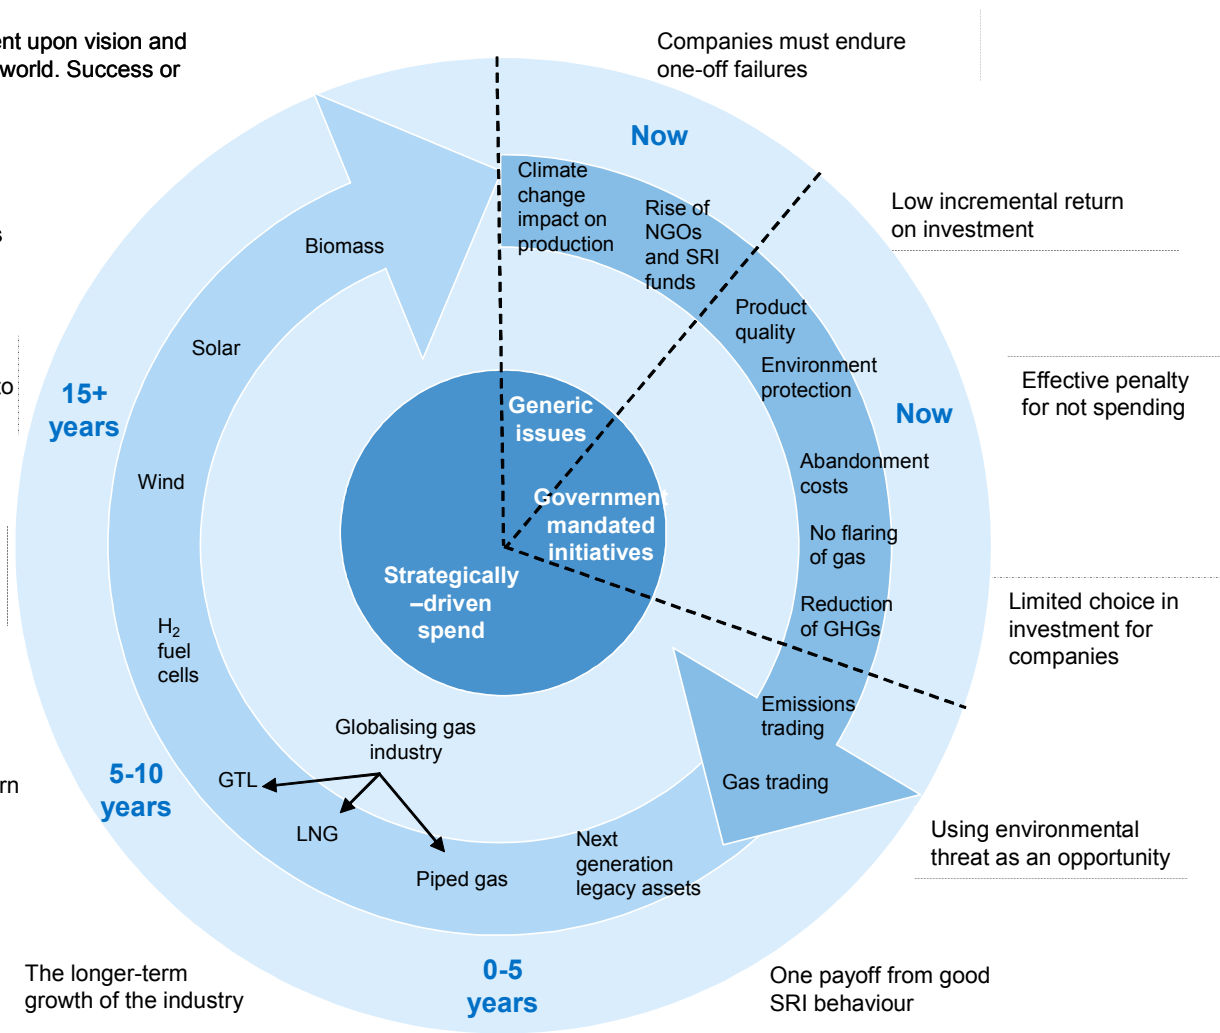 ent upon vision and
world. Success or
Companies must endure
one-off failures
Now
Climate
change
impact on
production
Rise of
NGOs
and SRI
funds
Low incremental return
on investment
s
Biomass
Product
quality
Solar
Environment
protection
Effective penalty
for not spending
to
15+
years
Generic
issues
Now
Wind
Abandonment
costs
Government
mandated
initiatives
No flaring
of gas
Strategically
–driven
spend
Reduction
of GHGs
Limited choice in
investment for
companies
H2
fuel
cells
Emissions
trading
Globalising gas
industry
5-10
years
rn
GTL
Gas trading
LNG
Piped gas
Next
generation
legacy assets
Using environmental
threat as an opportunity
The longer-term
growth of the industry
0-5
years
One payoff from good
SRI behaviour